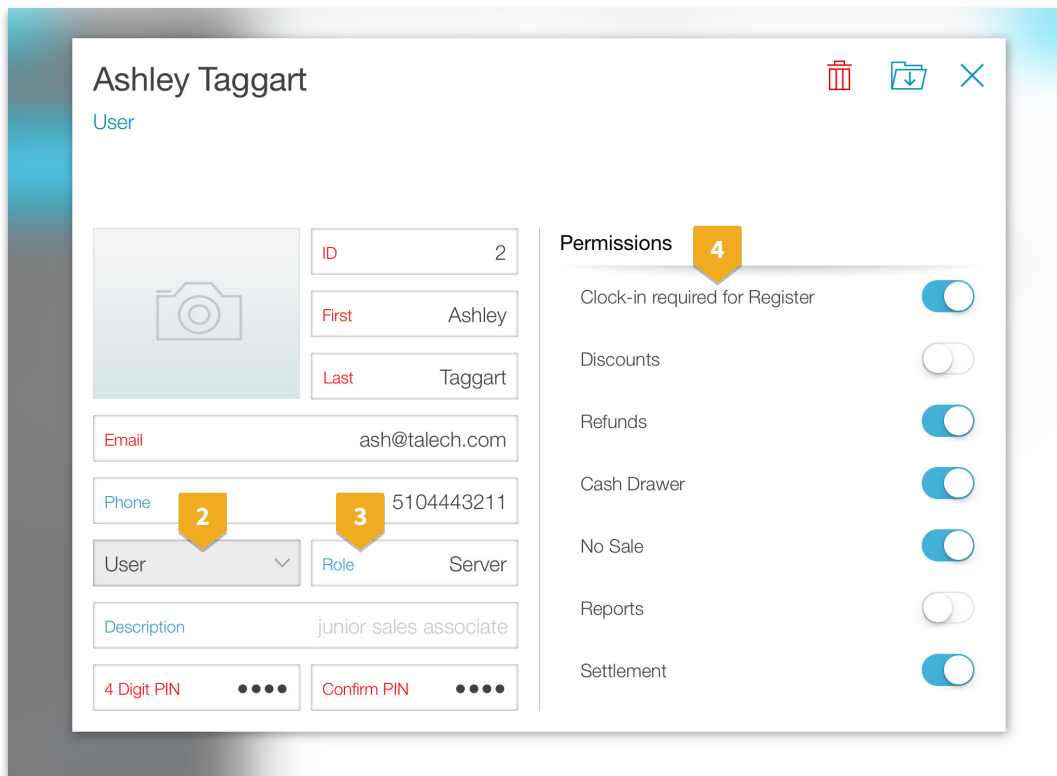 Ashley Taggart
User
ID 2
First Ashley
Last Taggart
Email ash@talech.com
Phone 5104443211
2
3
User
Role Server
Description junior sales associate
4 Digit PIN ●●●●
Confirm PIN ●●●●
Permissions
4
Clock-in required for Register
Discounts
Refunds
Cash Drawer
No Sale
Reports
Settlement